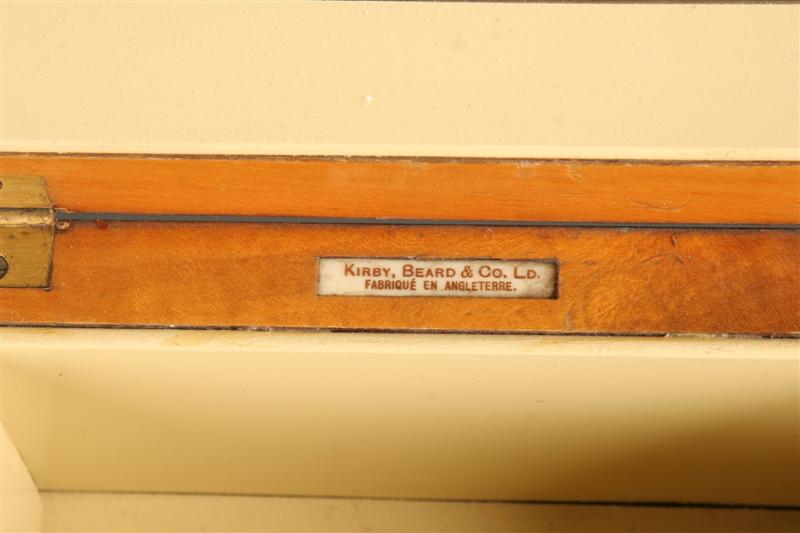 Kirby, Beard & Co. Ld.
FABRIQUÉ EN ANGLETERRE.